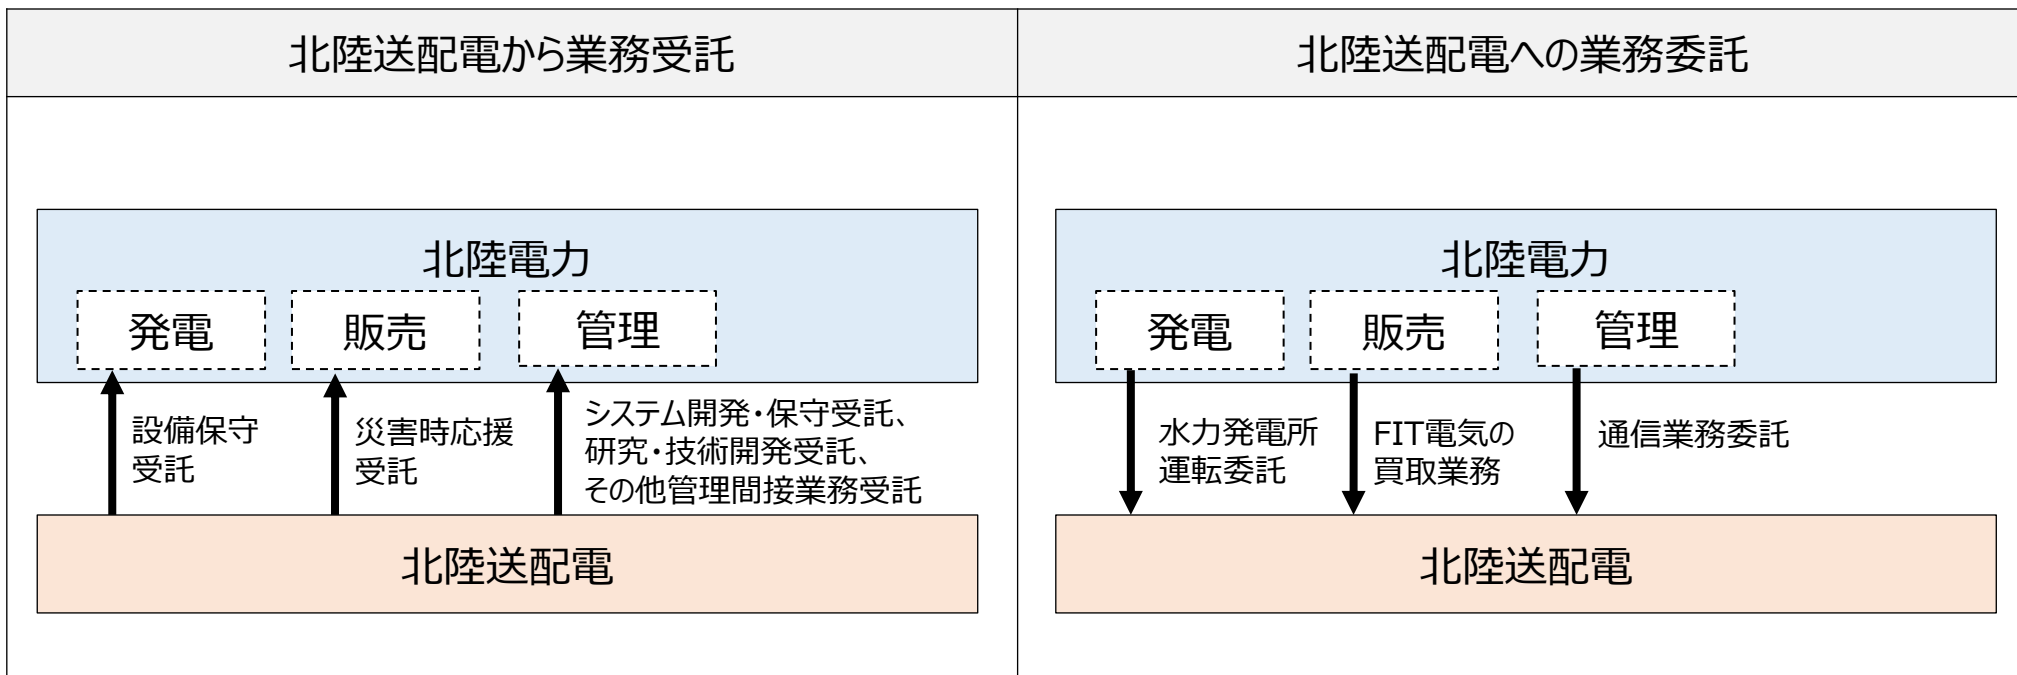 北陸送配電から業務受託
北陸電力
発電
販売
管理
設備保守
受託
災害時応援
受託
システム開発・保守受託、
研究・技術開発受託、
その他管理間接業務受託
北陸送配電
北陸送配電への業務委託
北陸電力
発電
販売
管理
水力発電所
運転委託
FIT電気の
買取業務
通信業務委託
北陸送配電